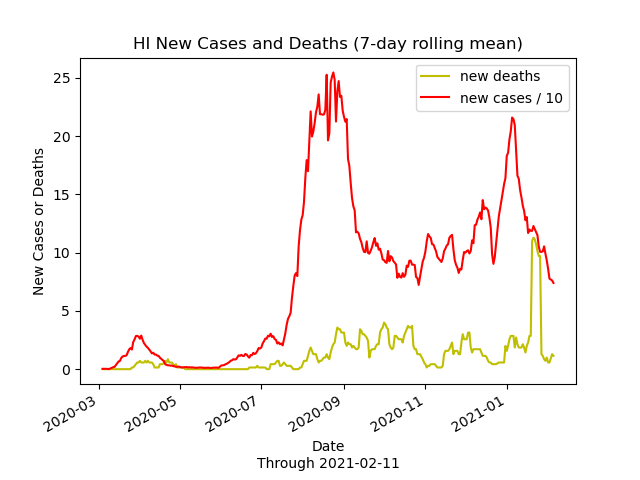 HI New Cases and Deaths (7-day rolling mean)
new deaths
new cases / 10
25
20
15
10
5
0
New Cases or Deaths
2020-03
2020-05
2020-07
2020-09
2020-11
2021-01
Date
Through 2021-02-11